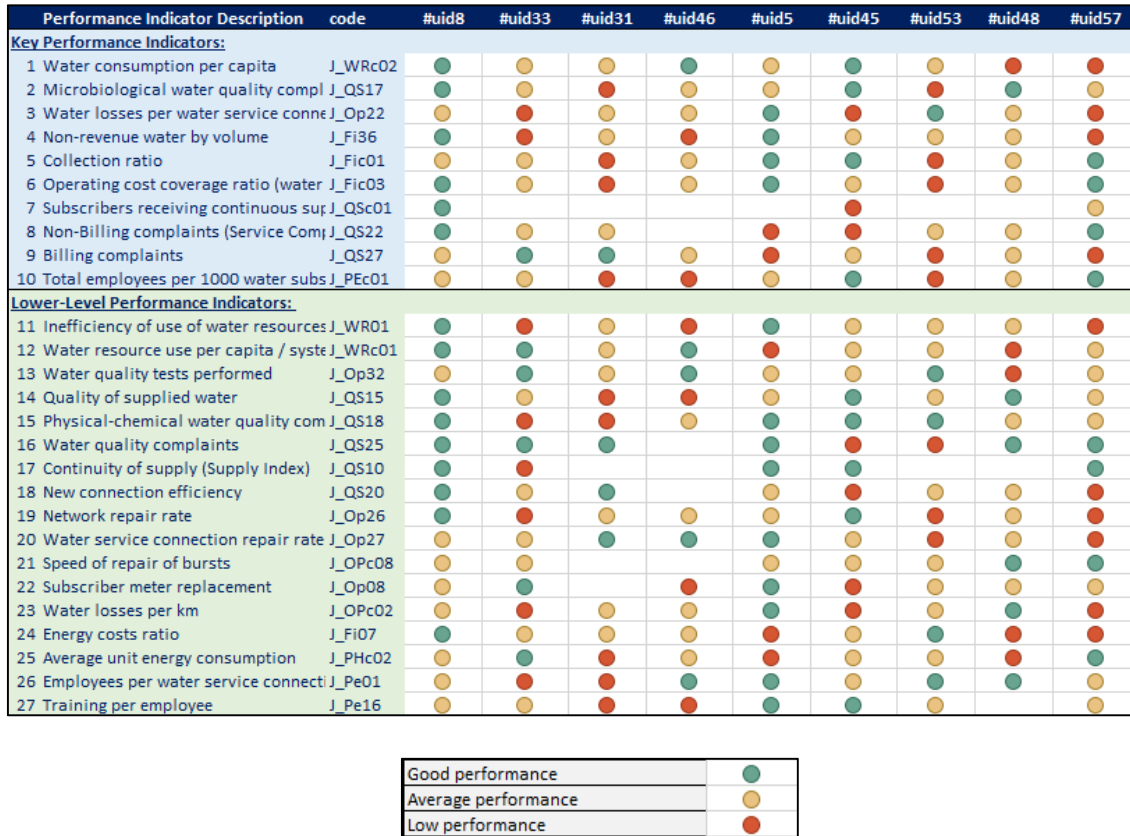 Performance Indicator Description code #uid8 #uid33 #uid31 #uid46 #uid5 #uid45 #uid53 #uid48 #uid57
Key Performance Indicators:
1 Water consumption per capita J_WRc02
2 Microbiological water quality compl J_QS17
3 Water losses per water service conne J_Op22
4 Non-revenue water by volume J_Fi36
5 Collection ratio J_Fic01
6 Operating cost coverage ratio (water J_Fic03
7 Subscribers receiving continuous sup J_QSc01
8 Non-Billing complaints (Service Comp J_QS22
9 Billing complaints J_QS27
10 Total employees per 1000 water subs J_PEc01
Lower-Level Performance Indicators:
11 Inefficiency of use of water resources J_WR01
12 Water resource use per capita / syste J_WRc01
13 Water quality tests performed J_Op32
14 Quality of supplied water J_QS15
15 Physical-chemical water quality com J_QS18
16 Water quality complaints J_QS25
17 Continuity of supply (Supply Index) J_QS10
18 New connection efficiency J_QS20
19 Network repair rate J_Op26
20 Water service connection repair rate J_Op27
21 Speed of repair of bursts J_OPc08
22 Subscriber meter replacement J_Op08
23 Water losses per km J_OPc02
24 Energy costs ratio J_Fi07
25 Average unit energy consumption J_PHc02
26 Employees per water service connecti J_Pe01
27 Training per employee J_Pe16
Good performance
Average performance
Low performance